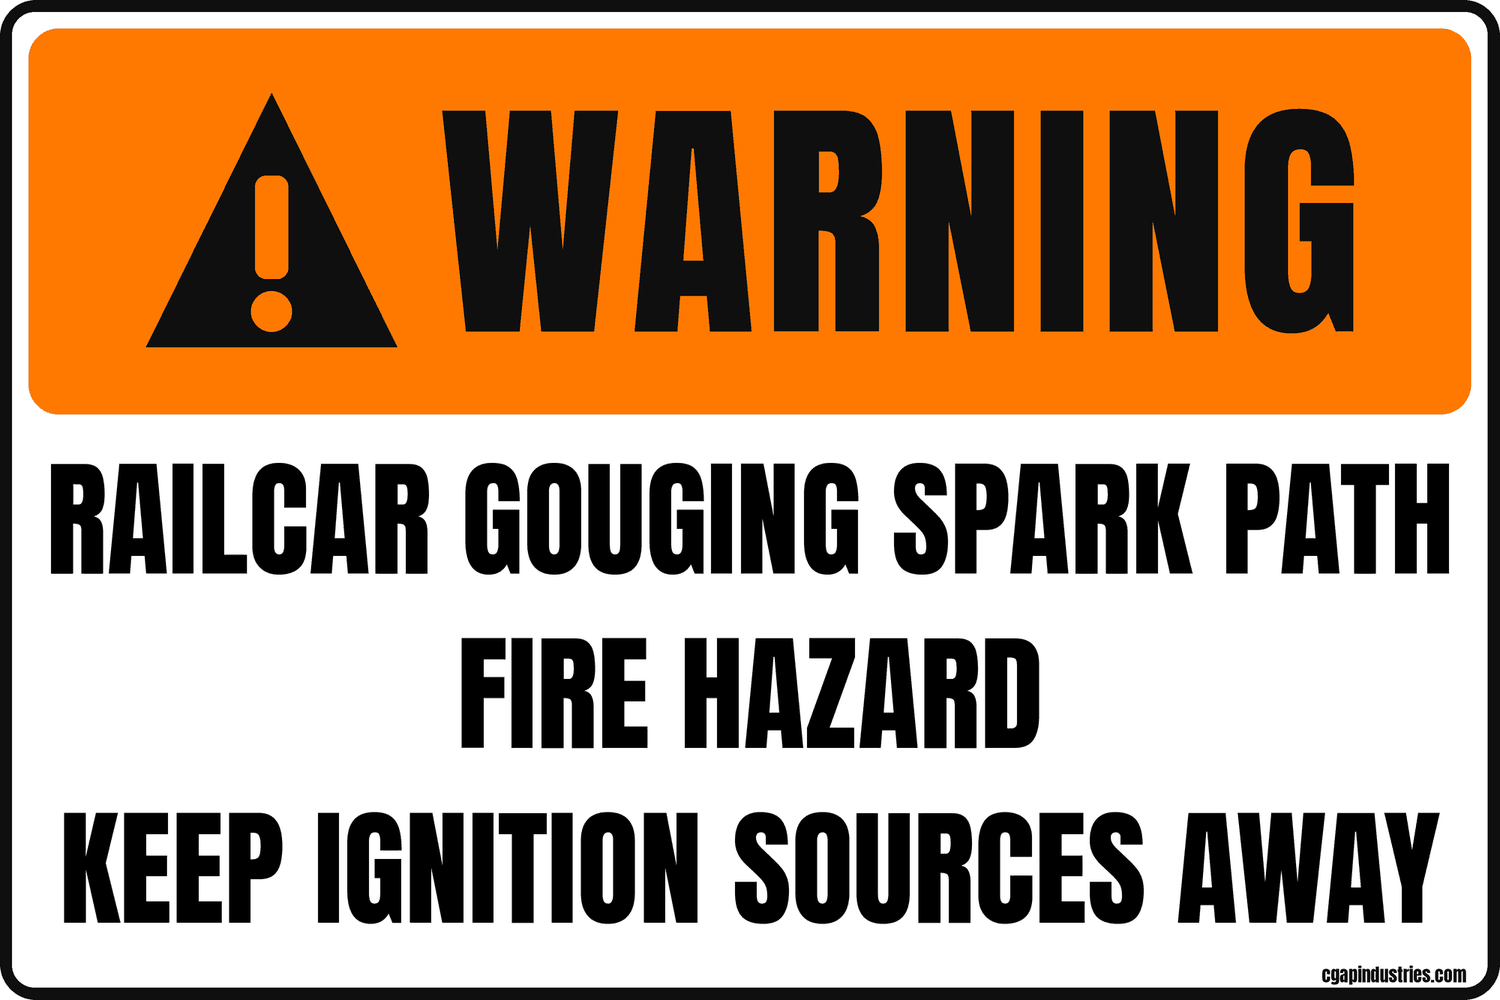 WARNING
RAILCAR GOUGING SPARK PATH
FIRE HAZARD
KEEP IGNITION SOURCES AWAY
cgapindustries.com